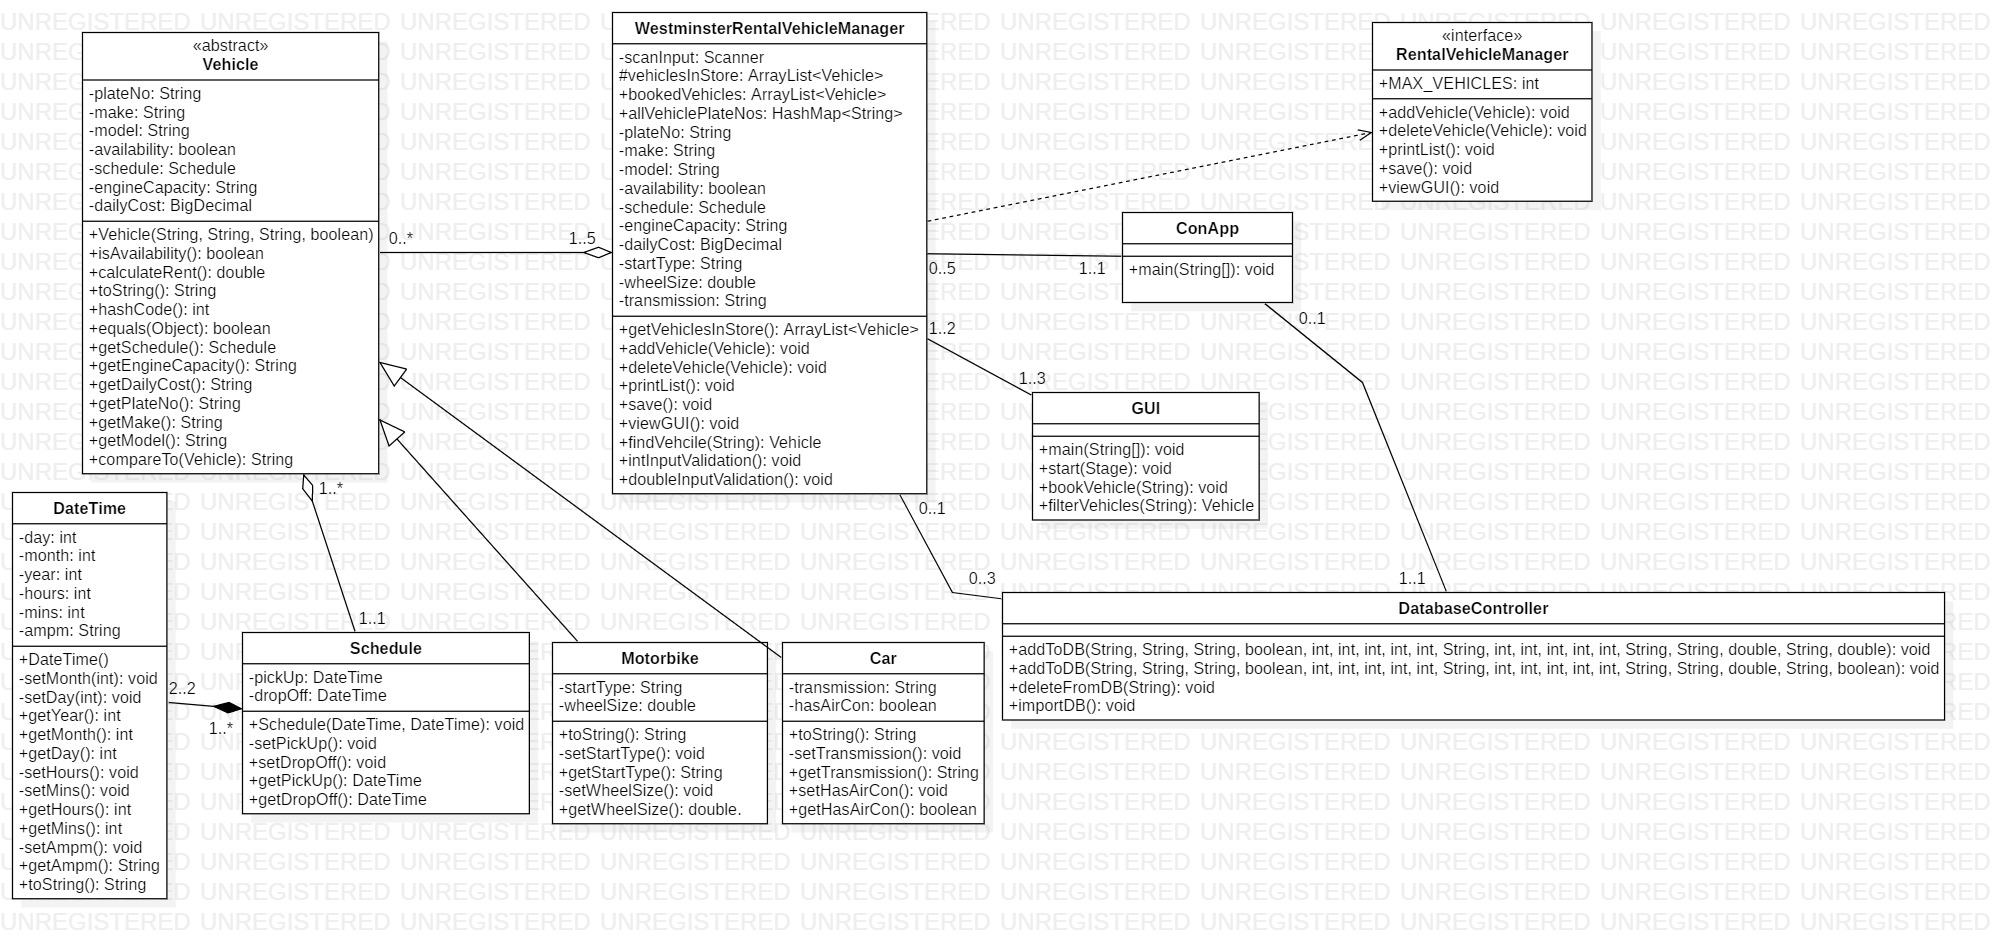 «abstract»
Vehicle
-plateNo: String
-make: String
-model: String
-availability: boolean
-schedule: Schedule
-engineCapacity: String
-dailyCost: BigDecimal
+Vehicle(String, String, String, boolean)
+isAvailability(): boolean
+calculateRent(): double
+toString(): String
+hashCode(): int
+equals(Object): boolean
+getSchedule(): Schedule
+getEngineCapacity(): String
+getDailyCost(): String
+getPlateNo(): String
+getMake(): String
+getModel(): String
+compareTo(Vehicle): String
0..*
1..5
WestminsterRentalVehicleManager
-scanInput: Scanner
#vehiclesInStore: ArrayList<Vehicle>
+bookedVehicles: ArrayList<Vehicle>
+allVehiclePlateNos: HashMap<String>
-plateNo: String
-make: String
-model: String
-availability: boolean
-schedule: Schedule
-engineCapacity: String
-dailyCost: BigDecimal
-startType: String
-wheelSize: double
-transmission: String
+getVehiclesInStore(): ArrayList<Vehicle>
+addVehicle(Vehicle): void
+deleteVehicle(Vehicle): void
+printList(): void
+save(): void
+viewGUI(): void
+findVehcile(String): Vehicle
+intInputValidation(): void
+doubleInputValidation(): void
«interface»
RentalVehicleManager
+MAX_VEHICLES: int
+addVehicle(Vehicle): void
+deleteVehicle(Vehicle): void
+printList(): void
+save(): void
+viewGUI(): void
0..5
1..1
ConApp
+main(String[]): void
0..1
1..2
1..3
GUI
+main(String[]): void
+start(Stage): void
+bookVehicle(String): void
+filterVehicles(String): Vehicle
0..1
0..3
1..1
DatabaseController
+addToDB(String, String, String, boolean, int, int, int, int, int, String, int, int, int, int, int, String, String, double, String, double): void
+addToDB(String, String, String, boolean, int, int, int, int, int, String, int, int, int, int, int, String, String, double, String, boolean): void
+deleteFromDB(String): void
+importDB(): void
1..*
1..1
DateTime
-day: int
-month: int
-year: int
-hours: int
-mins: int
-ampm: String
+DateTime()
-setMonth(int): void
-setDay(int): void
+getYear(): int
+getMonth(): int
+getDay(): int
-setHours(): void
-setMins(): void
+getHours(): int
+getMins(): int
-setAmpm(): void
+getAmpm(): String
+toString(): String
2..2
1..*
Schedule
-pickUp: DateTime
-dropOff: DateTime
+Schedule(DateTime, DateTime): void
-setPickUp(): void
-setDropOff(): void
+getPickUp(): DateTime
+getDropOff(): DateTime
Motorbike
-startType: String
-wheelSize: double
+toString(): String
-setStartType(): void
+getStartType(): String
-setWheelSize(): void
+getWheelSize(): double.
Car
-transmission: String
-hasAirCon: boolean
+toString(): String
-setTransmission(): void
+getTransmission(): String
+setHasAirCon(): void
+getHasAirCon(): boolean
UNREGISTERED